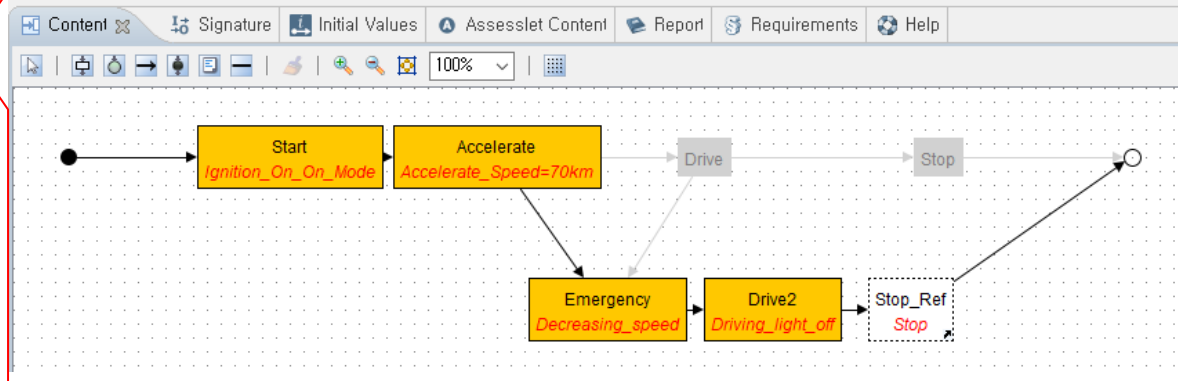 Content Signature Initial Values Assesslet Content Report Requirements Help
100%
Start
Ignition_On_On_Mode
Accelerate
Accelerate_Speed=70km
Drive
Stop
Emergency
Decreasing_speed
Drive2
Driving_light_off
Stop_Ref
Stop